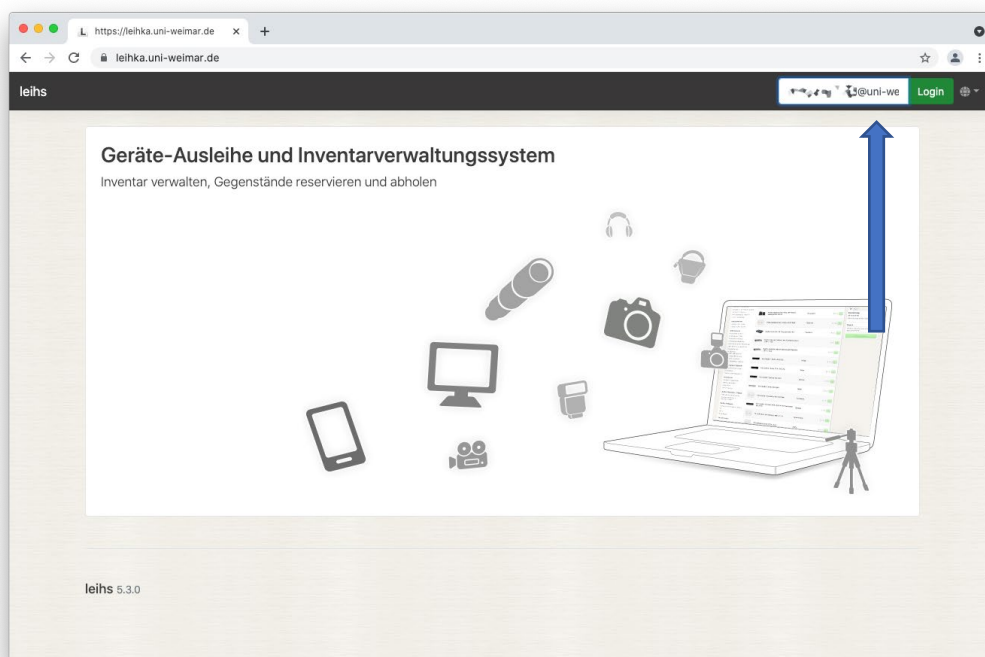 L https://leihka.uni-weimar.de × +
leihka.uni-weimar.de
leihs @uni-we Login
Geräte-Ausleihe und Inventarverwaltungssystem
Inventar verwalten, Gegenstände reservieren und abholen
leihs 5.3.0